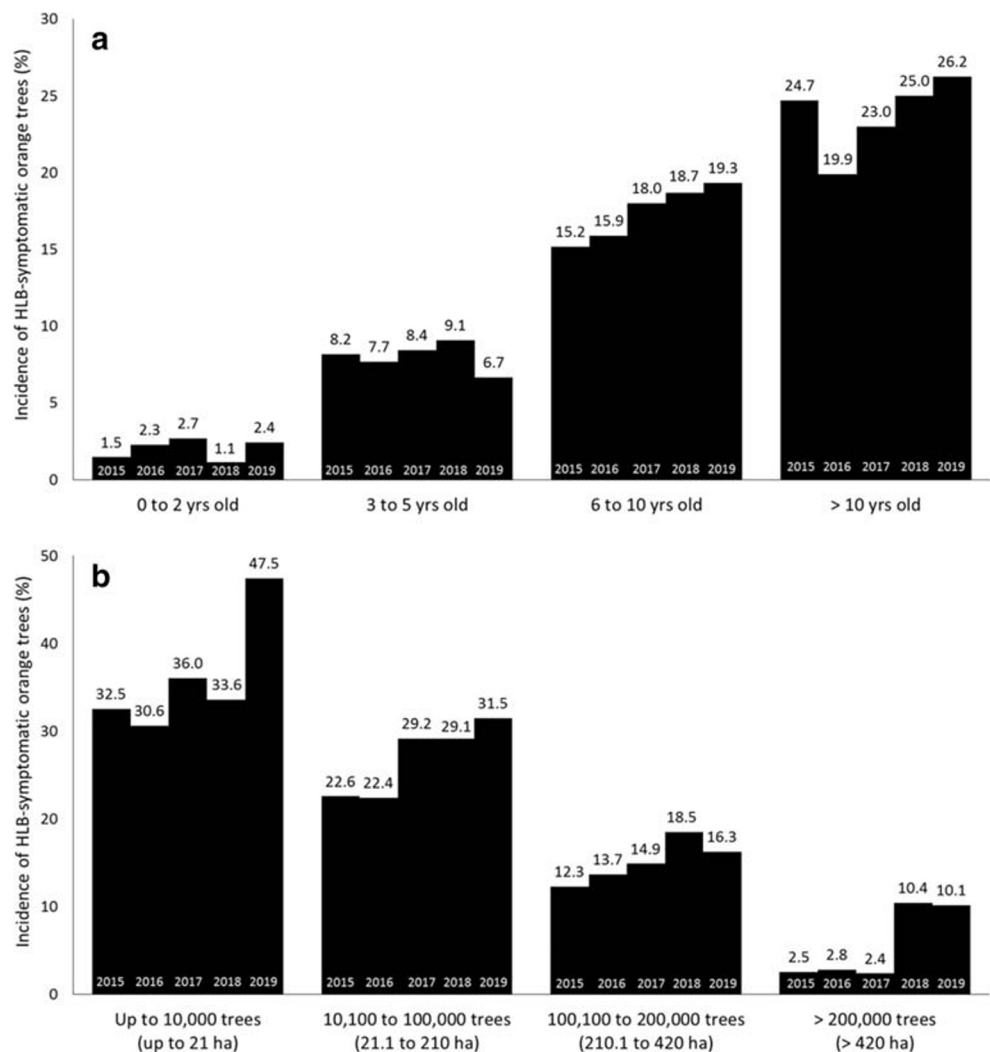 a
Incidence of HLB-symptomatic orange trees (%)
30
25
20
15
10
5
0
1.5 2.3 2.7 1.1 2.4
2015 2016 2017 2018 2019
0 to 2 yrs old
8.2 7.7 8.4 9.1 6.7
2015 2016 2017 2018 2019
3 to 5 yrs old
15.2 15.9 18.0 18.7 19.3
2015 2016 2017 2018 2019
6 to 10 yrs old
24.7 19.9 23.0 25.0 26.2
2015 2016 2017 2018 2019
> 10 yrs old
b
Incidence of HLB-symptomatic orange trees (%)
50
40
30
20
10
0
32.5 30.6 36.0 33.6 47.5
2015 2016 2017 2018 2019
Up to 10,000 trees
(up to 21 ha)
22.6 22.4 29.2 29.1 31.5
2015 2016 2017 2018 2019
10,100 to 100,000 trees
(21.1 to 210 ha)
12.3 13.7 14.9 18.5 16.3
2015 2016 2017 2018 2019
100,100 to 200,000 trees
(210.1 to 420 ha)
2.5 2.8 2.4 10.4 10.1
2015 2016 2017 2018 2019
> 200,000 trees
(> 420 ha)